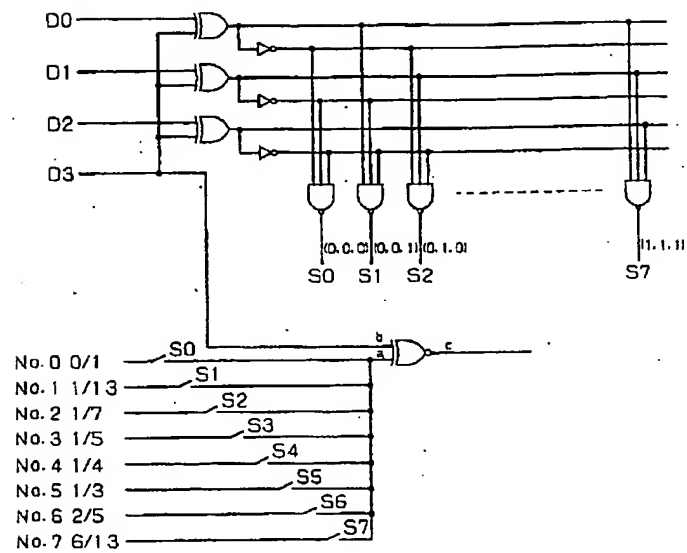 D0
D1
D2
D3
(0,0,0) (0,0,1) (0,1,0) (1,1,1)
S0 S1 S2 S7
b
a c
No.0 0/1 S0
No.1 1/13 S1
No.2 1/7 S2
No.3 1/5 S3
No.4 1/4 S4
No.5 1/3 S5
No.6 2/5 S6
No.7 6/13 S7